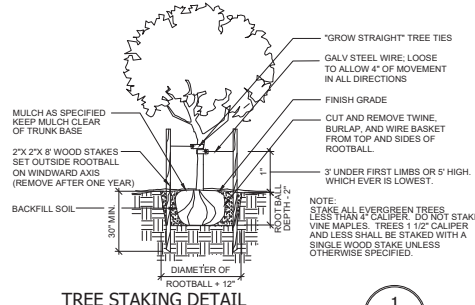 "GROW STRAIGHT" TREE TIES
GALV STEEL WIRE; LOOSE
TO ALLOW 4" OF MOVEMENT
IN ALL DIRECTIONS
FINISH GRADE
CUT AND REMOVE TWINE,
BURLAP, AND WIRE BASKET
FROM TOP AND SIDES OF
ROOTBALL.
3' UNDER FIRST LIMBS OR 5' HIGH.
WHICH EVER IS LOWEST.
NOTE:
STAKE ALL EVERGREEN TREES
LESS THAN 4" CALIPER. DO NOT STAKE
VINE MAPLES. TREES 1 1/2" CALIPER
AND LESS SHALL BE STAKED WITH A
SINGLE WOOD STAKE UNLESS
OTHERWISE SPECIFIED.
MULCH AS SPECIFIED
KEEP MULCH CLEAR
OF TRUNK BASE
2"X 2"X 8' WOOD STAKES
SET OUTSIDE ROOTBALL
ON WINDWARD AXIS
(REMOVE AFTER ONE YEAR)
BACKFILL SOIL
30" MIN.
1"
ROOT BALL
DEPTH - 2"
DIAMETER OF
ROOTBALL + 12"
TREE STAKING DETAIL
1